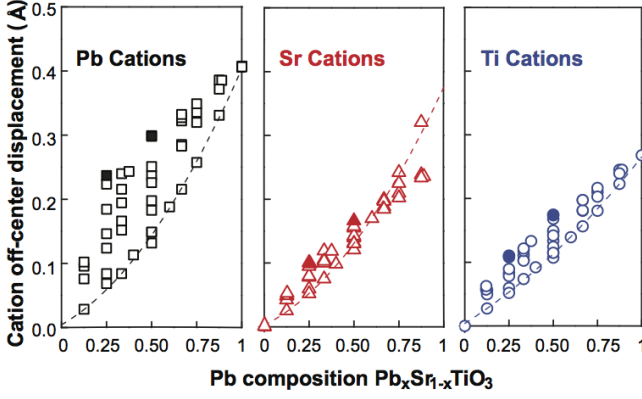 Cation off-center displacement (Å)
0.5
0.4
0.3
0.2
0.1
0.0
Pb Cations
Sr Cations
Ti Cations
0 0.25 0.50 0.75 1
0 0.25 0.50 0.75 1
0 0.25 0.50 0.75 1
Pb composition PbₓSr₁₋ₓTiO₃